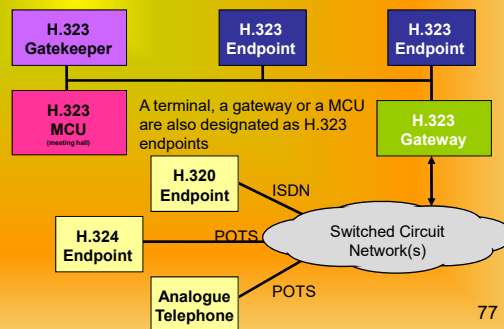 H.323
Gatekeeper
H.323
Endpoint
H.323
Endpoint
H.323
MCU
(meeting hall)
A terminal, a gateway or a MCU
are also designated as H.323
endpoints
H.323
Gateway
H.320
Endpoint
ISDN
H.324
Endpoint
POTS
Switched Circuit
Network(s)
Analogue
Telephone
POTS
77